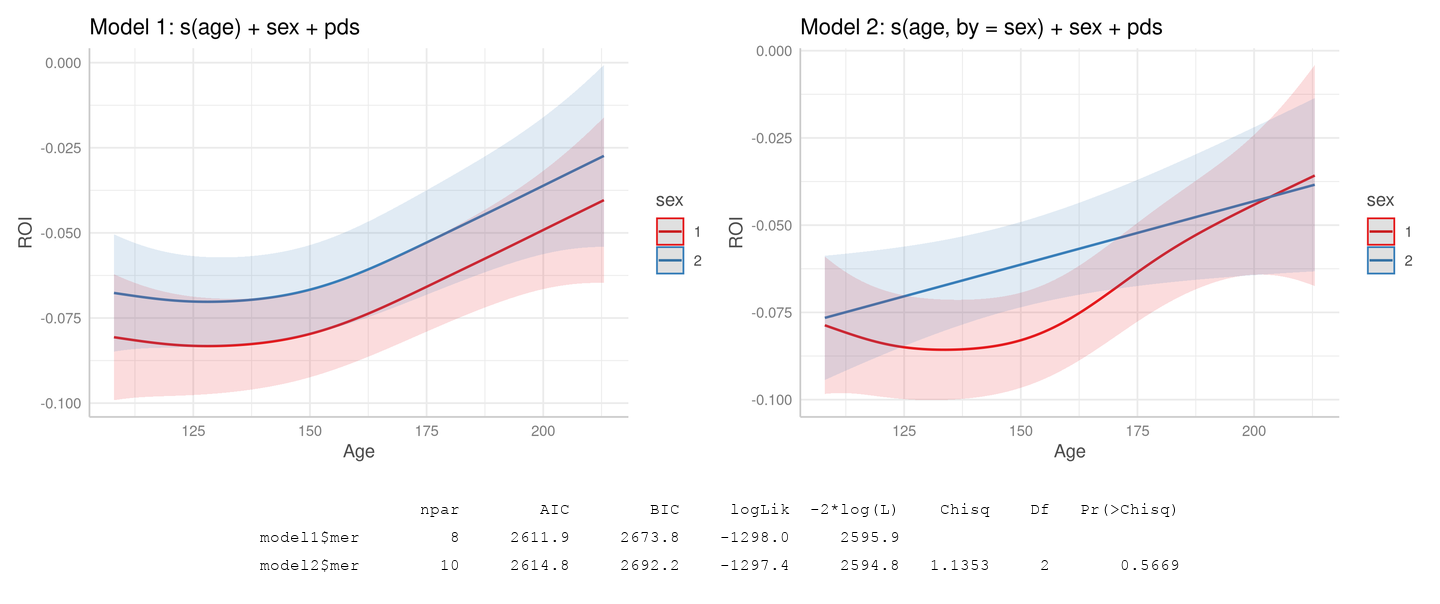 Model 1: s(age) + sex + pds
0.000
-0.025
-0.050
-0.075
-0.100
ROI
125 150 175 200
Age
sex
1
2
Model 2: s(age, by = sex) + sex + pds
0.000
-0.025
-0.050
-0.075
-0.100
ROI
125 150 175 200
Age
sex
1
2
npar AIC BIC logLik -2*log(L) Chisq Df Pr(>Chisq)
model1$mer 8 2611.9 2673.8 -1298.0 2595.9
model2$mer 10 2614.8 2692.2 -1297.4 2594.8 1.1353 2 0.5669